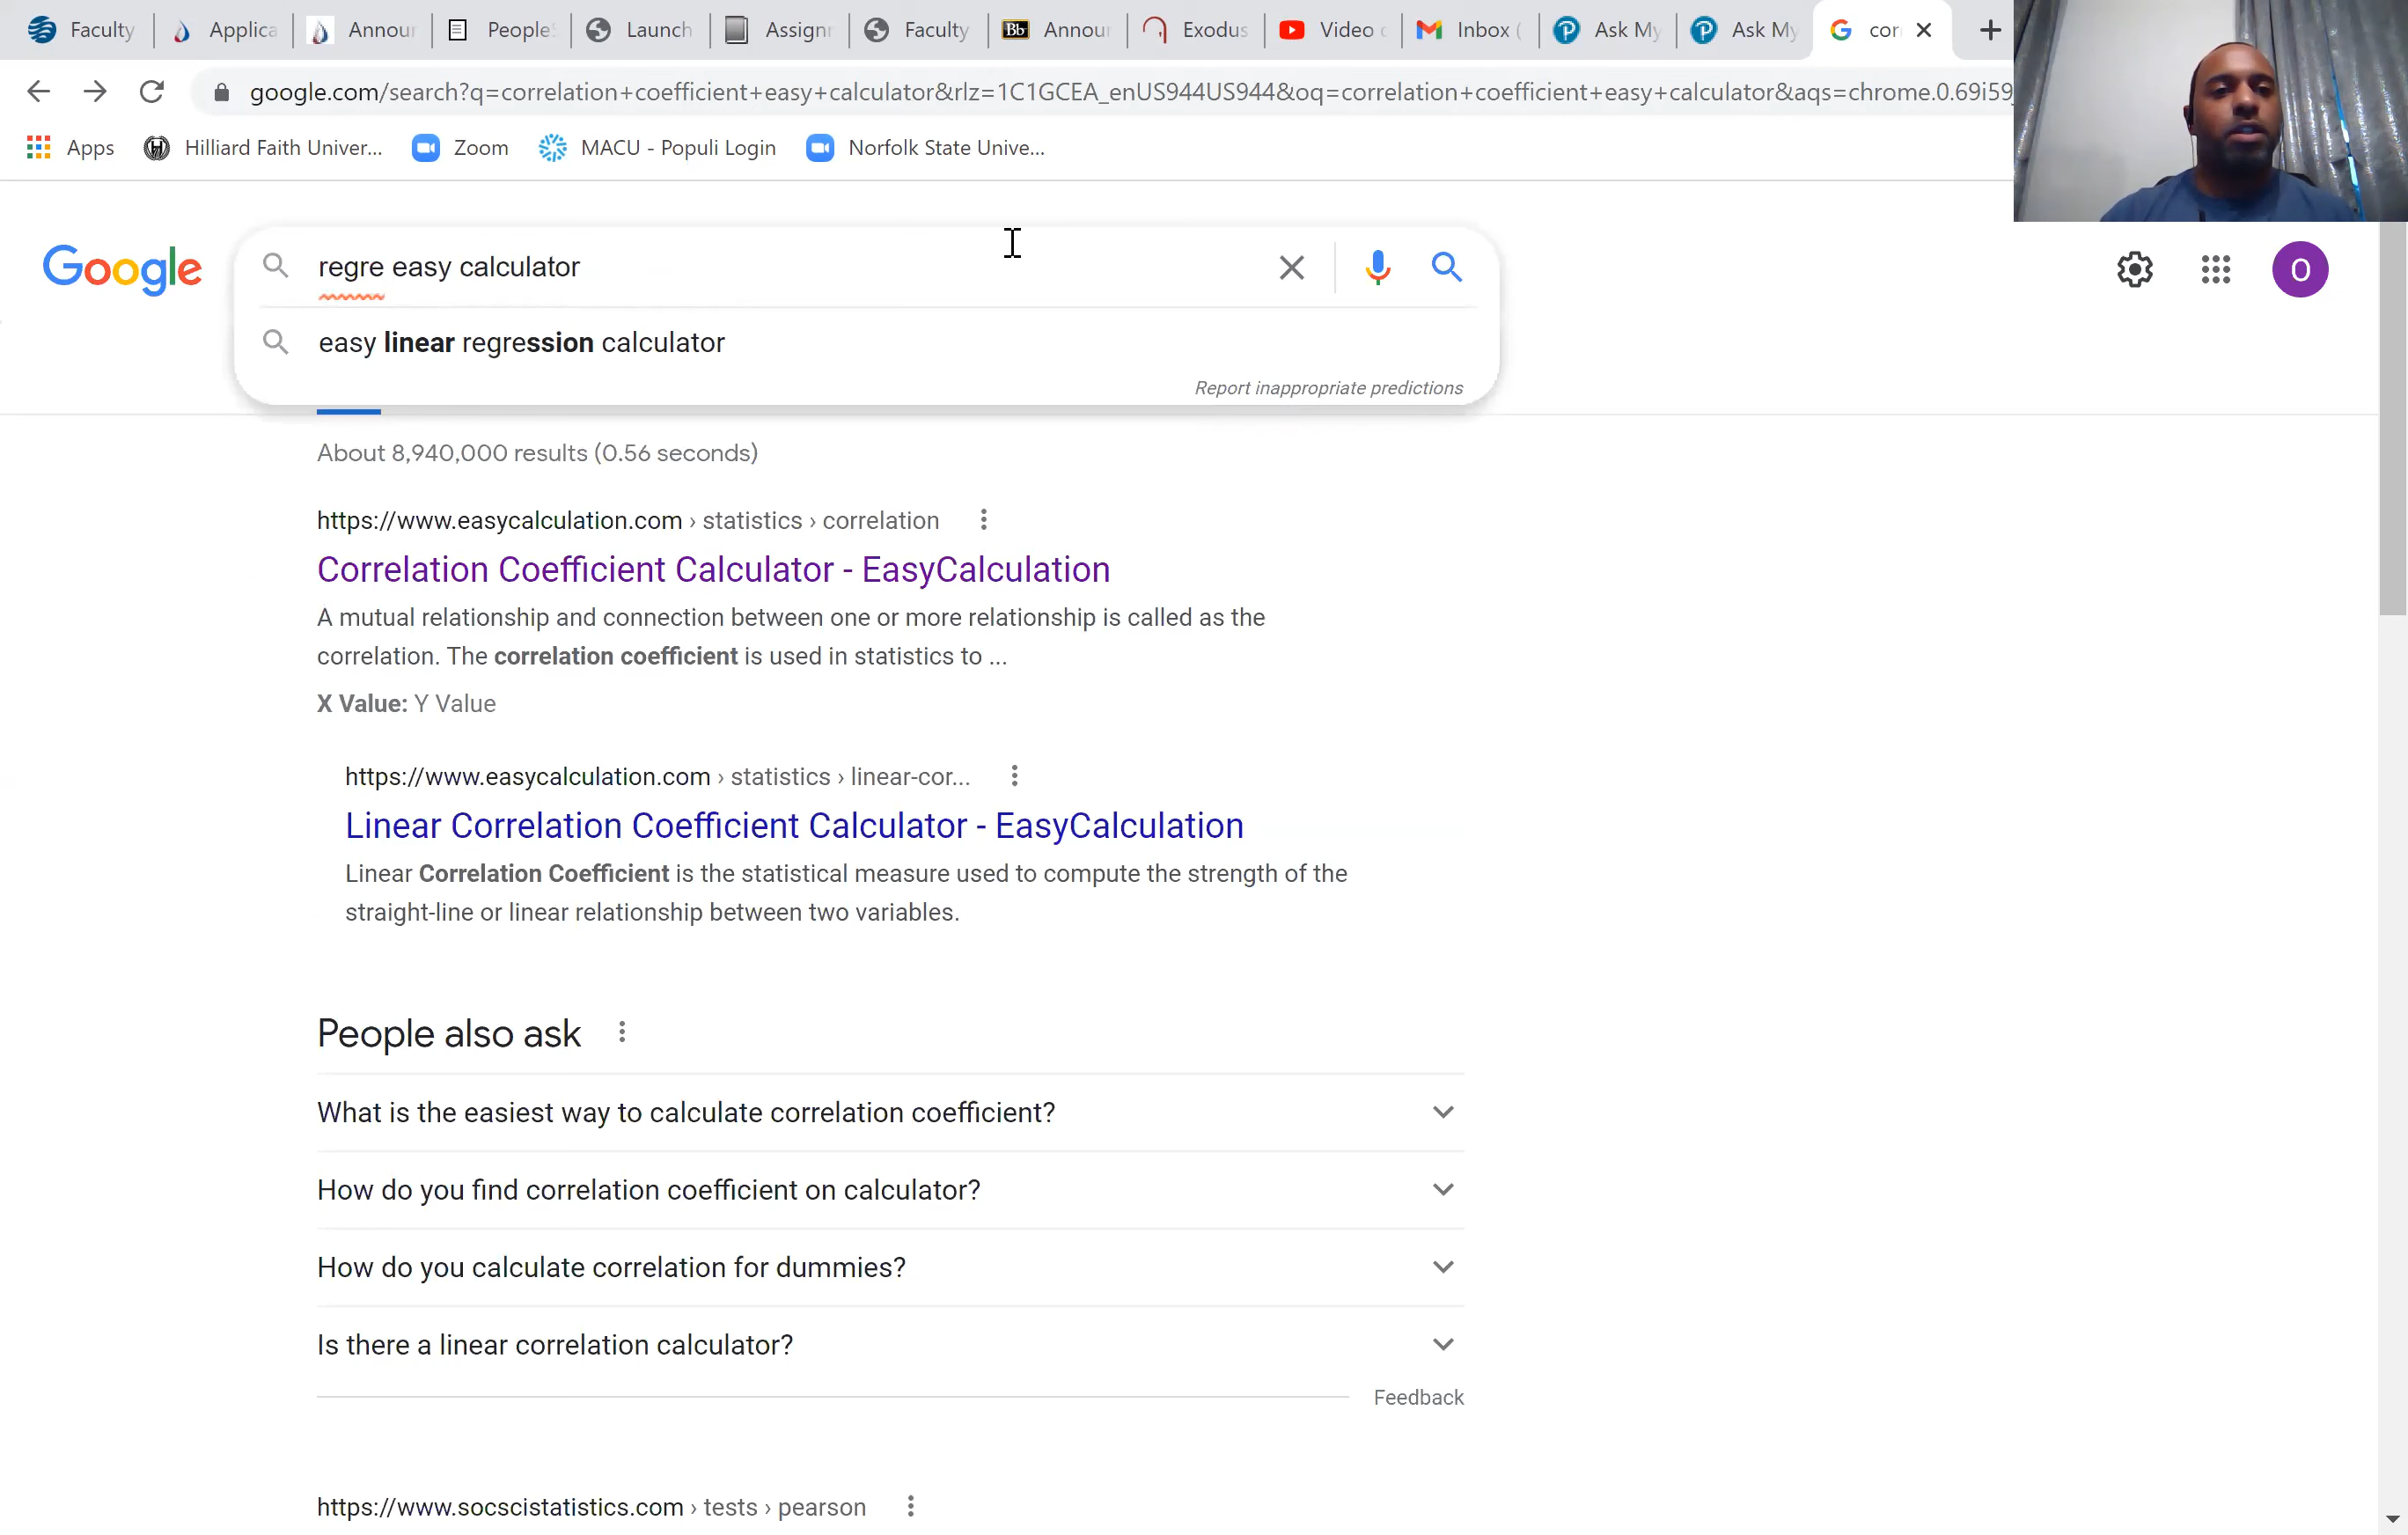 Faculty
Applica
Announ
People
Launch
Assignr
Faculty
Bb Announ
Exodus
Video c
Inbox (
Ask My
Ask My
cor
google.com/search?q=correlation+coefficient+easy+calculator&rlz=1C1GCEA_enUS944US944&oq=correlation+coefficient+easy+calculator&aqs=chrome.0.69i59
Apps
Hilliard Faith Univer...
Zoom
MACU - Populi Login
Norfolk State Unive...
Google
regre easy calculator
O
easy linear regression calculator
Report inappropriate predictions
About 8,940,000 results (0.56 seconds)
https://www.easycalculation.com › statistics › correlation
Correlation Coefficient Calculator - EasyCalculation
A mutual relationship and connection between one or more relationship is called as the
correlation. The correlation coefficient is used in statistics to ...
X Value: Y Value
https://www.easycalculation.com › statistics › linear-cor...
Linear Correlation Coefficient Calculator - EasyCalculation
Linear Correlation Coefficient is the statistical measure used to compute the strength of the
straight-line or linear relationship between two variables.
People also ask
What is the easiest way to calculate correlation coefficient?
How do you find correlation coefficient on calculator?
How do you calculate correlation for dummies?
Is there a linear correlation calculator?
Feedback
https://www.socscistatistics.com › tests › pearson